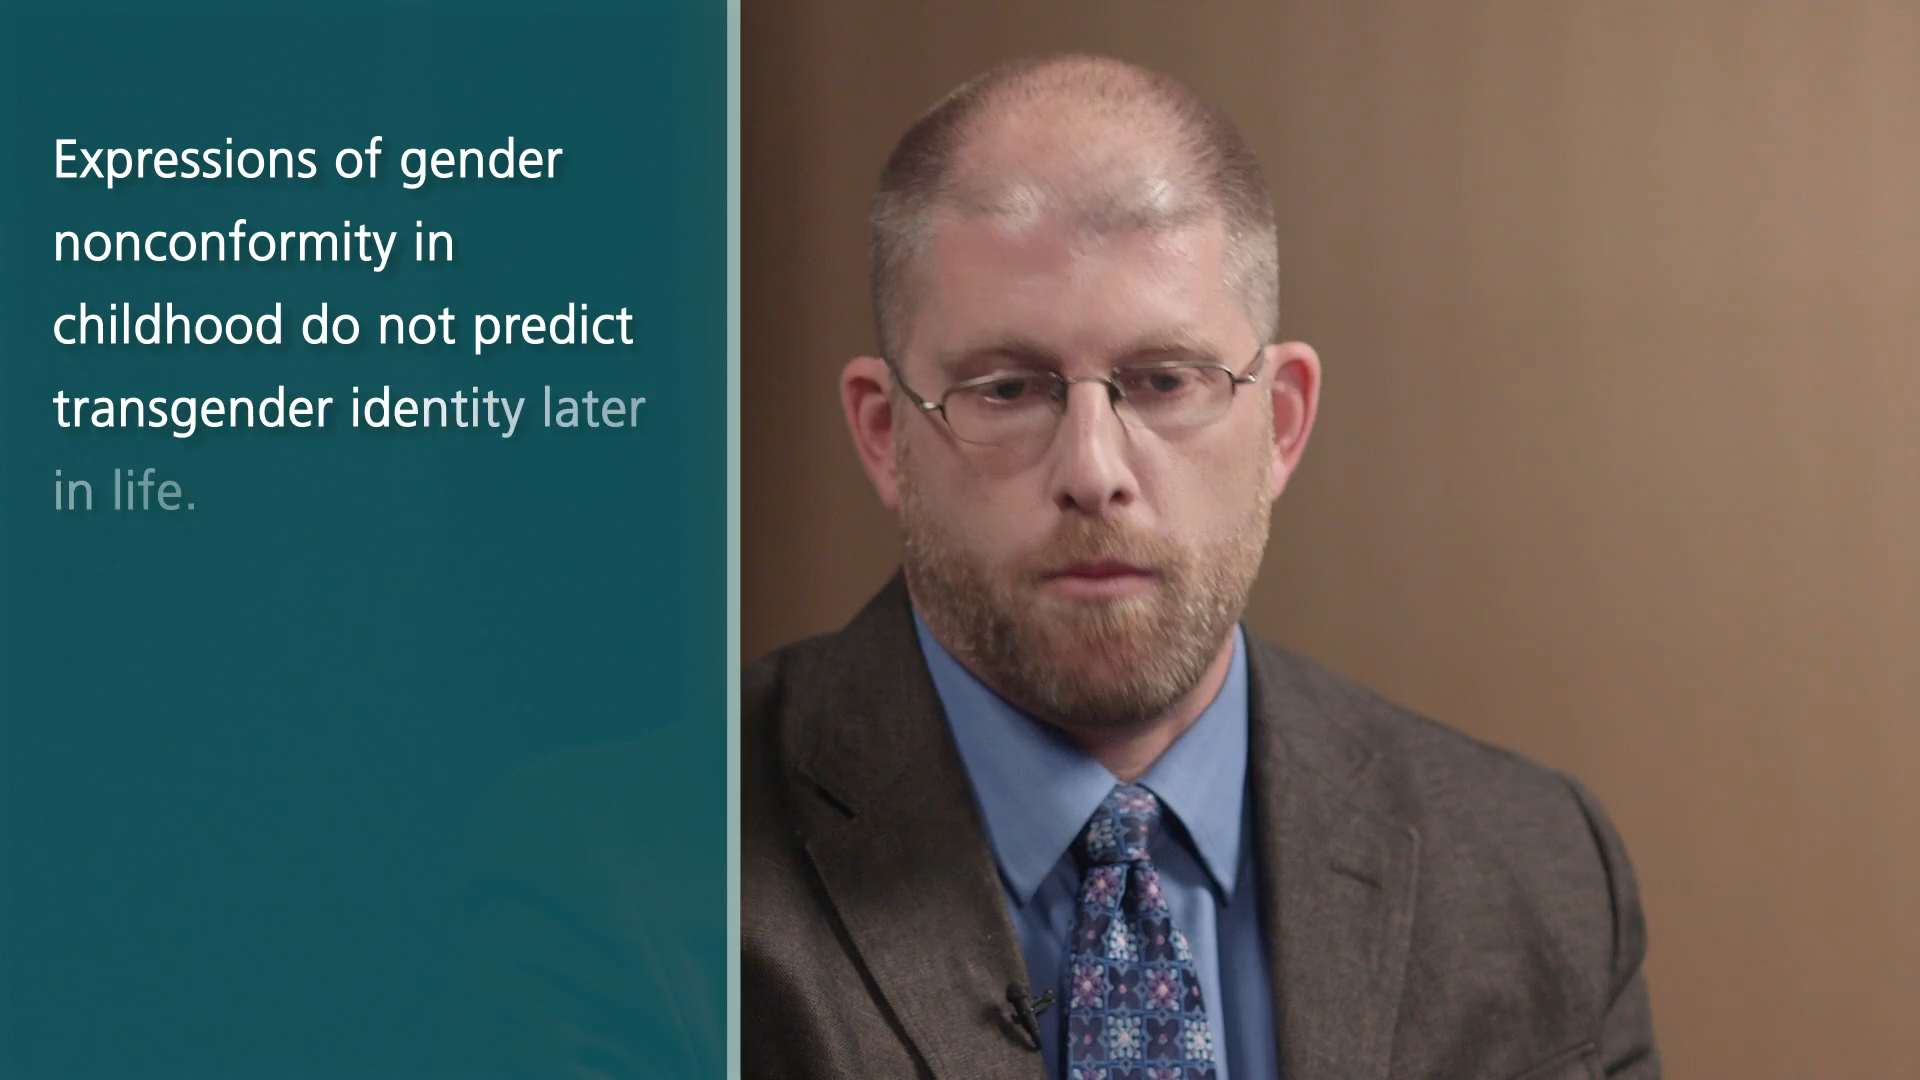 Expressions of gender
nonconformity in
childhood do not predict
transgender identity later
in life.